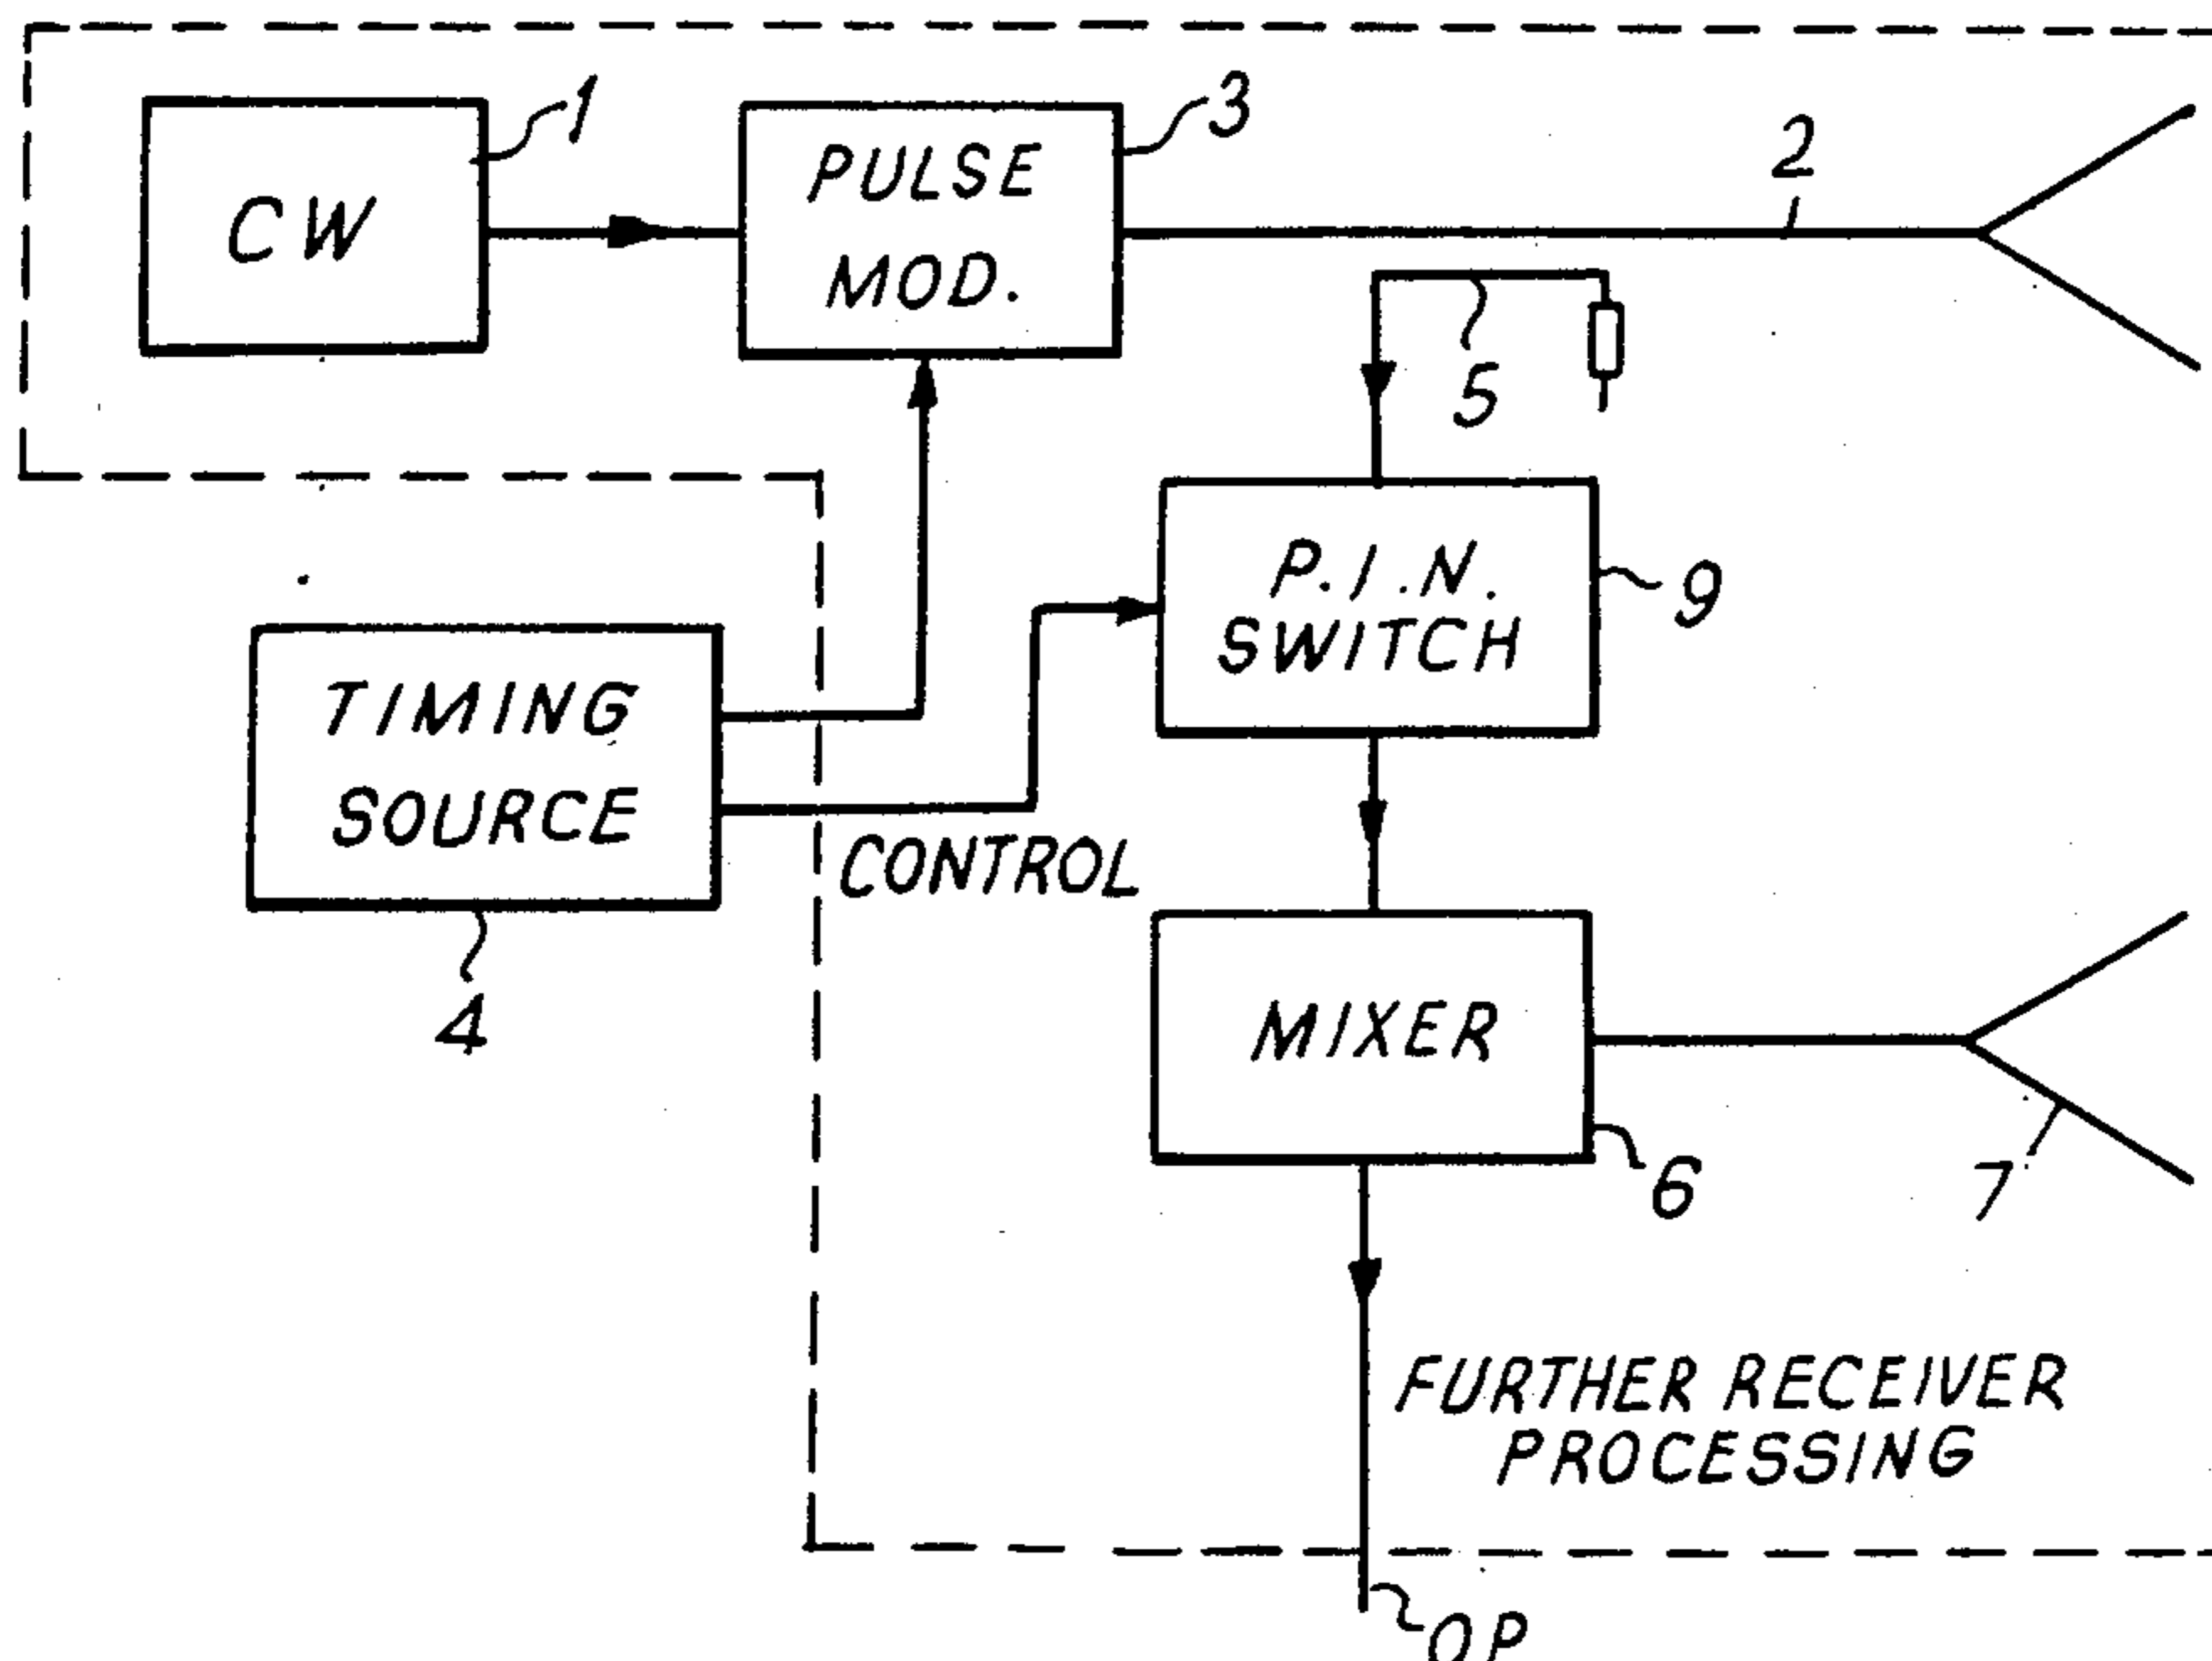 1
3
2
CW
PULSE
MOD.
5
P.I.N.
SWITCH
9
TIMING
SOURCE
CONTROL
4
MIXER
6
7
FURTHER RECEIVER
PROCESSING
OP